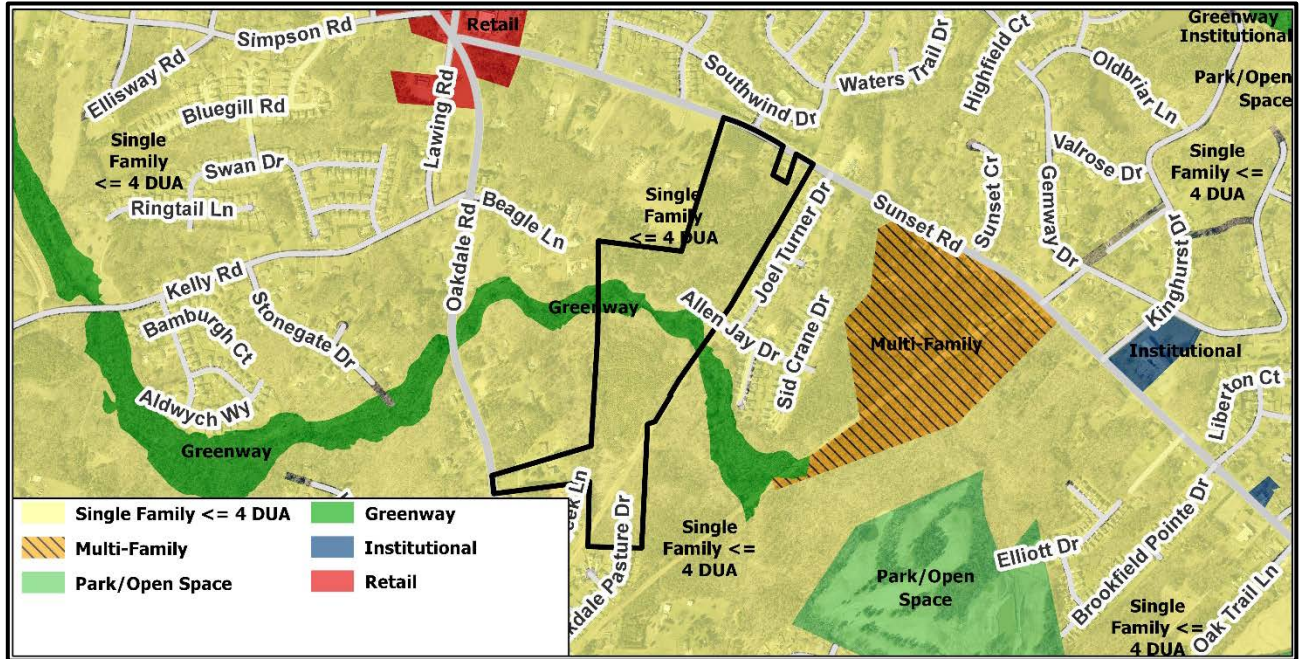 Simpson Rd
Retail
Greenway
Institutional
Ellisway Rd
Bluegill Rd
Lawing Rd
Southwind Dr
Waters Trail Dr
Highfield Ct
Oldbriar Ln
Park/Open
Space
Single
Family
<= 4 DUA
Swan Dr
Ringtail Ln
Beagle Ln
Single
Family
<= 4 DUA
Joel Turner Dr
Sunset Rd
Sunset Cr
Gemway Dr
Valrose Dr
Single
Family <=
4 DUA
Kinghurst Dr
Kelly Rd
Oakdale Rd
Stonegate Dr
Bamburgh Ct
Aldwych Wy
Greenway
Greenway
Allen Jay Dr
Sid Crane Dr
Multi-Family
Institutional
Liberton Ct
eek Ln
kdale Pasture Dr
Single
Family <=
4 DUA
Park/Open
Space
Elliott Dr
Brookfield Pointe Dr
Single
Family <=
4 DUA
Oak Trail Ln
Single Family <= 4 DUA
Greenway
Multi-Family
Institutional
Park/Open Space
Retail